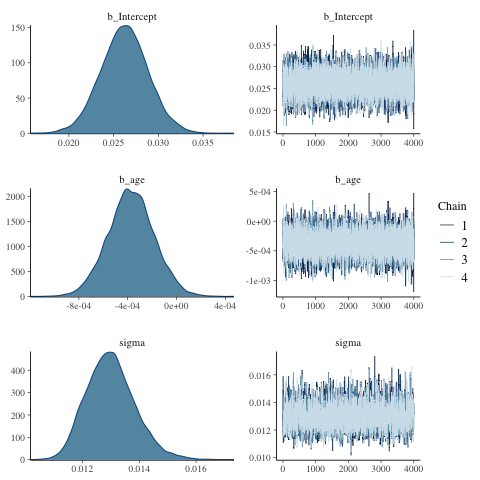 b_Intercept
150
100
50
0
0.020 0.025 0.030 0.035
b_Intercept
0.035
0.030
0.025
0.020
0.015
0 1000 2000 3000 4000
b_age
2000
1500
1000
500
0
-8e-04 -4e-04 0e+00 4e-04
b_age
5e-04
0e+00
-5e-04
-1e-03
0 1000 2000 3000 4000
Chain
1
2
3
4
sigma
400
300
200
100
0
0.012 0.014 0.016
sigma
0.016
0.014
0.012
0.010
0 1000 2000 3000 4000